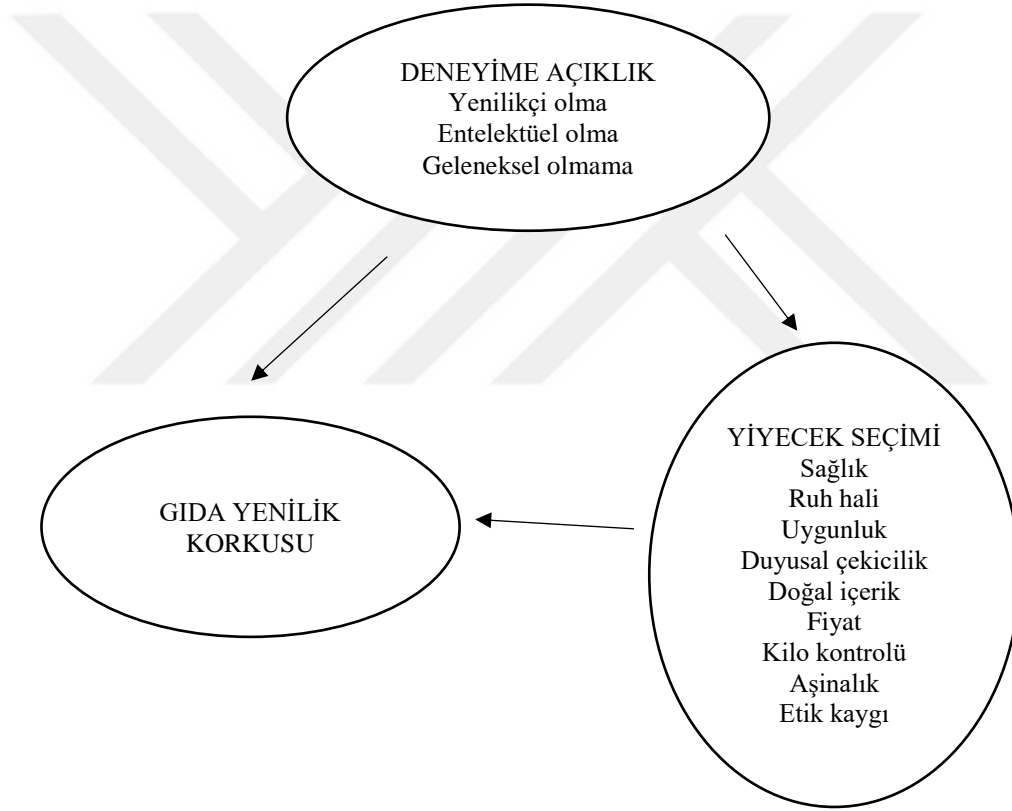 DENEYİME AÇIKLIK
Yenilikçi olma
Entelektüel olma
Geleneksel olmama
GIDA YENİLİK
KORKUSU
YİYECEK SEÇİMİ
Sağlık
Ruh hali
Uygunluk
Duyusal çekicilik
Doğal içerik
Fiyat
Kilo kontrolü
Aşinalık
Etik kaygı